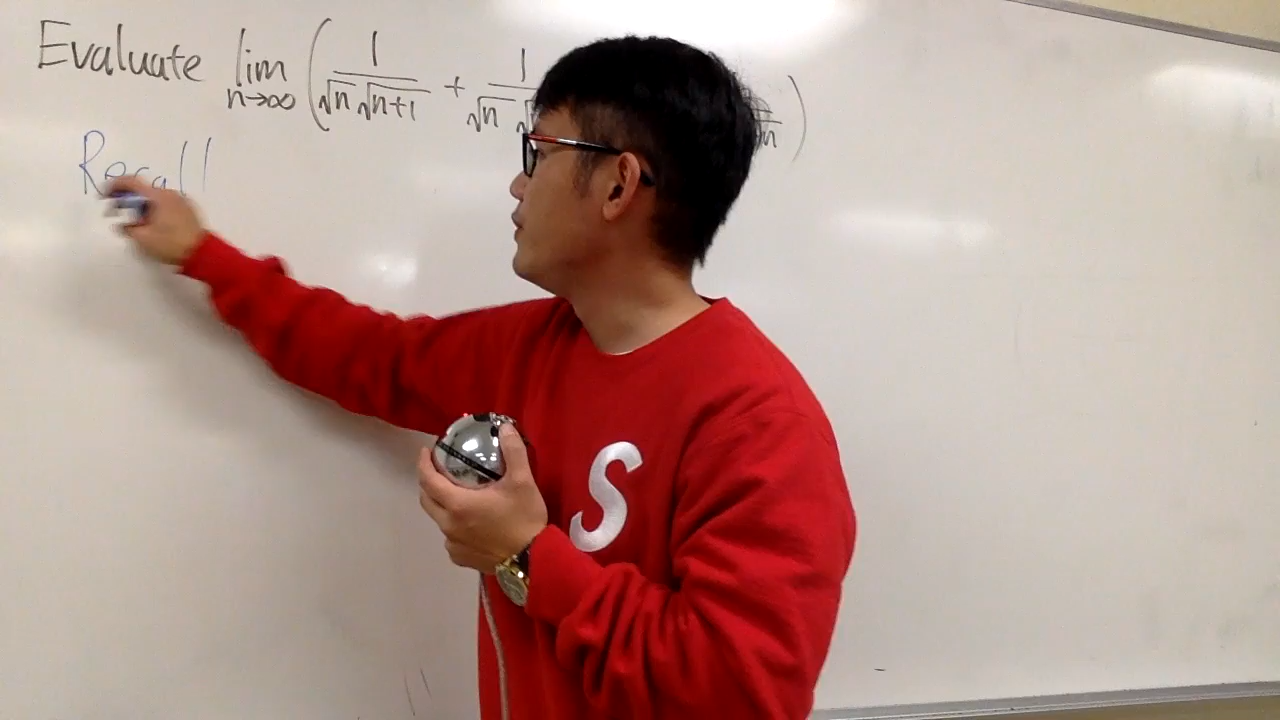 Evaluate lim n→∞ ( 1/(√n √(n+1)) + 1/(√n √ n )
Recall
S